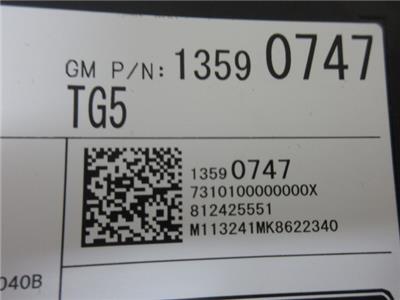 GM P/N: 1359 0747
TG5
1359 0747
7310100000000X
812425551
M113241MK8622340
040B